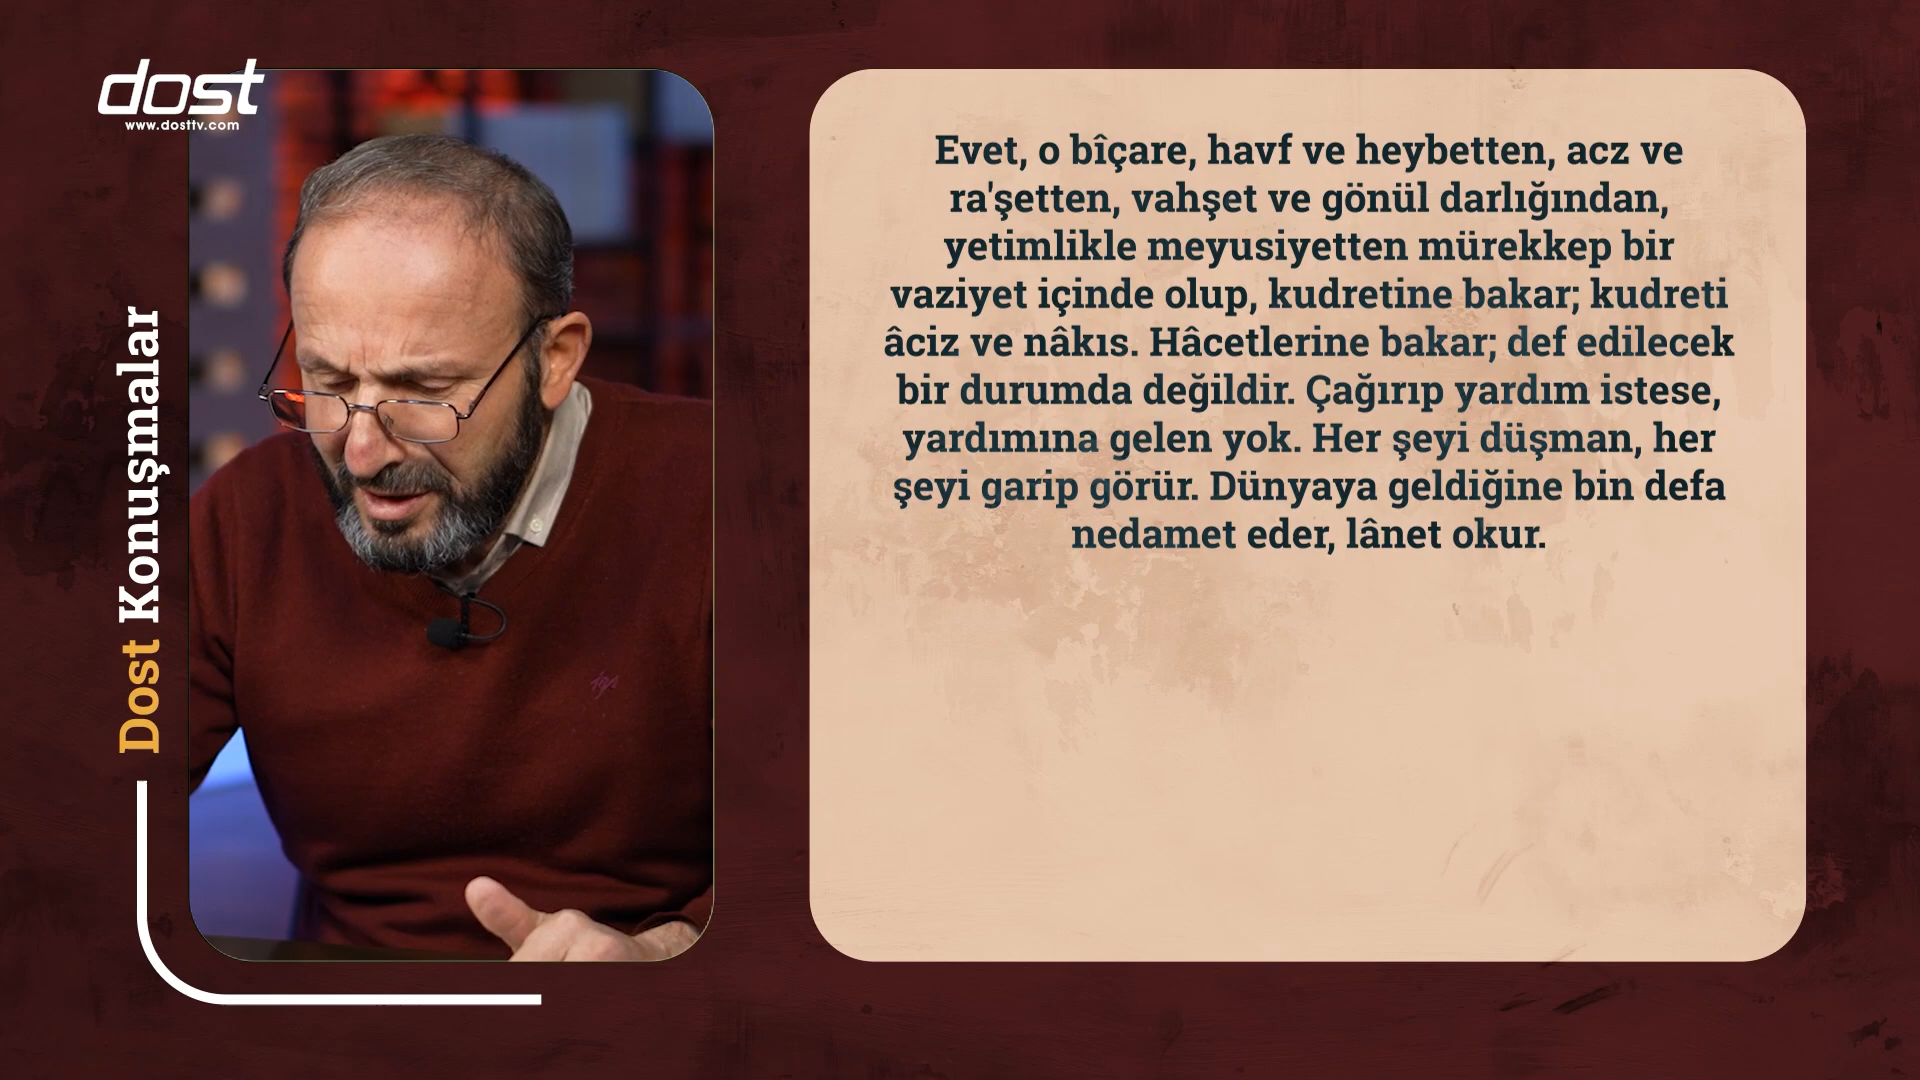 dost
www.dosttv.com
Dost Konuşmalar
Evet, o bîçare, havf ve heybetten, acz ve
ra'şetten, vahşet ve gönül darlığından,
yetimlikle meyusiyetten mürekkep bir
vaziyet içinde olup, kudretine bakar; kudreti
âciz ve nâkıs. Hâcetlerine bakar; def edilecek
bir durumda değildir. Çağırıp yardım istese,
yardımına gelen yok. Her şeyi düşman, her
şeyi garip görür. Dünyaya geldiğine bin defa
nedamet eder, lânet okur.